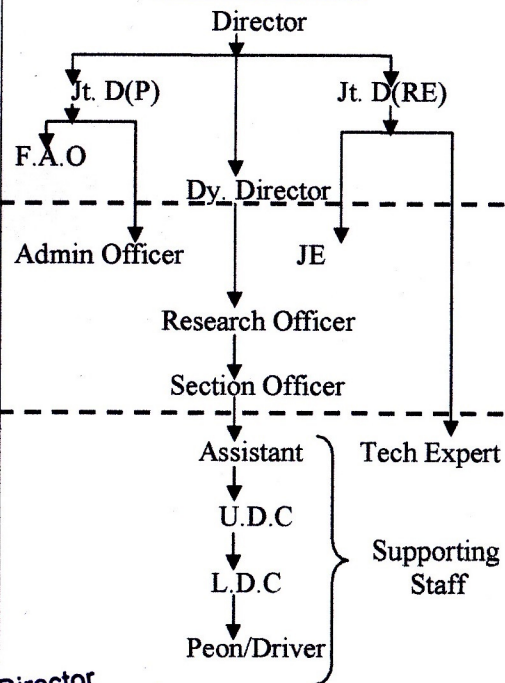 Director
Jt. D(P)
Jt. D(RE)
F.A.O
Dy. Director
Admin Officer
JE
Research Officer
Section Officer
Assistant
Tech Expert
U.D.C
L.D.C
Supporting
Staff
Peon/Driver
Director